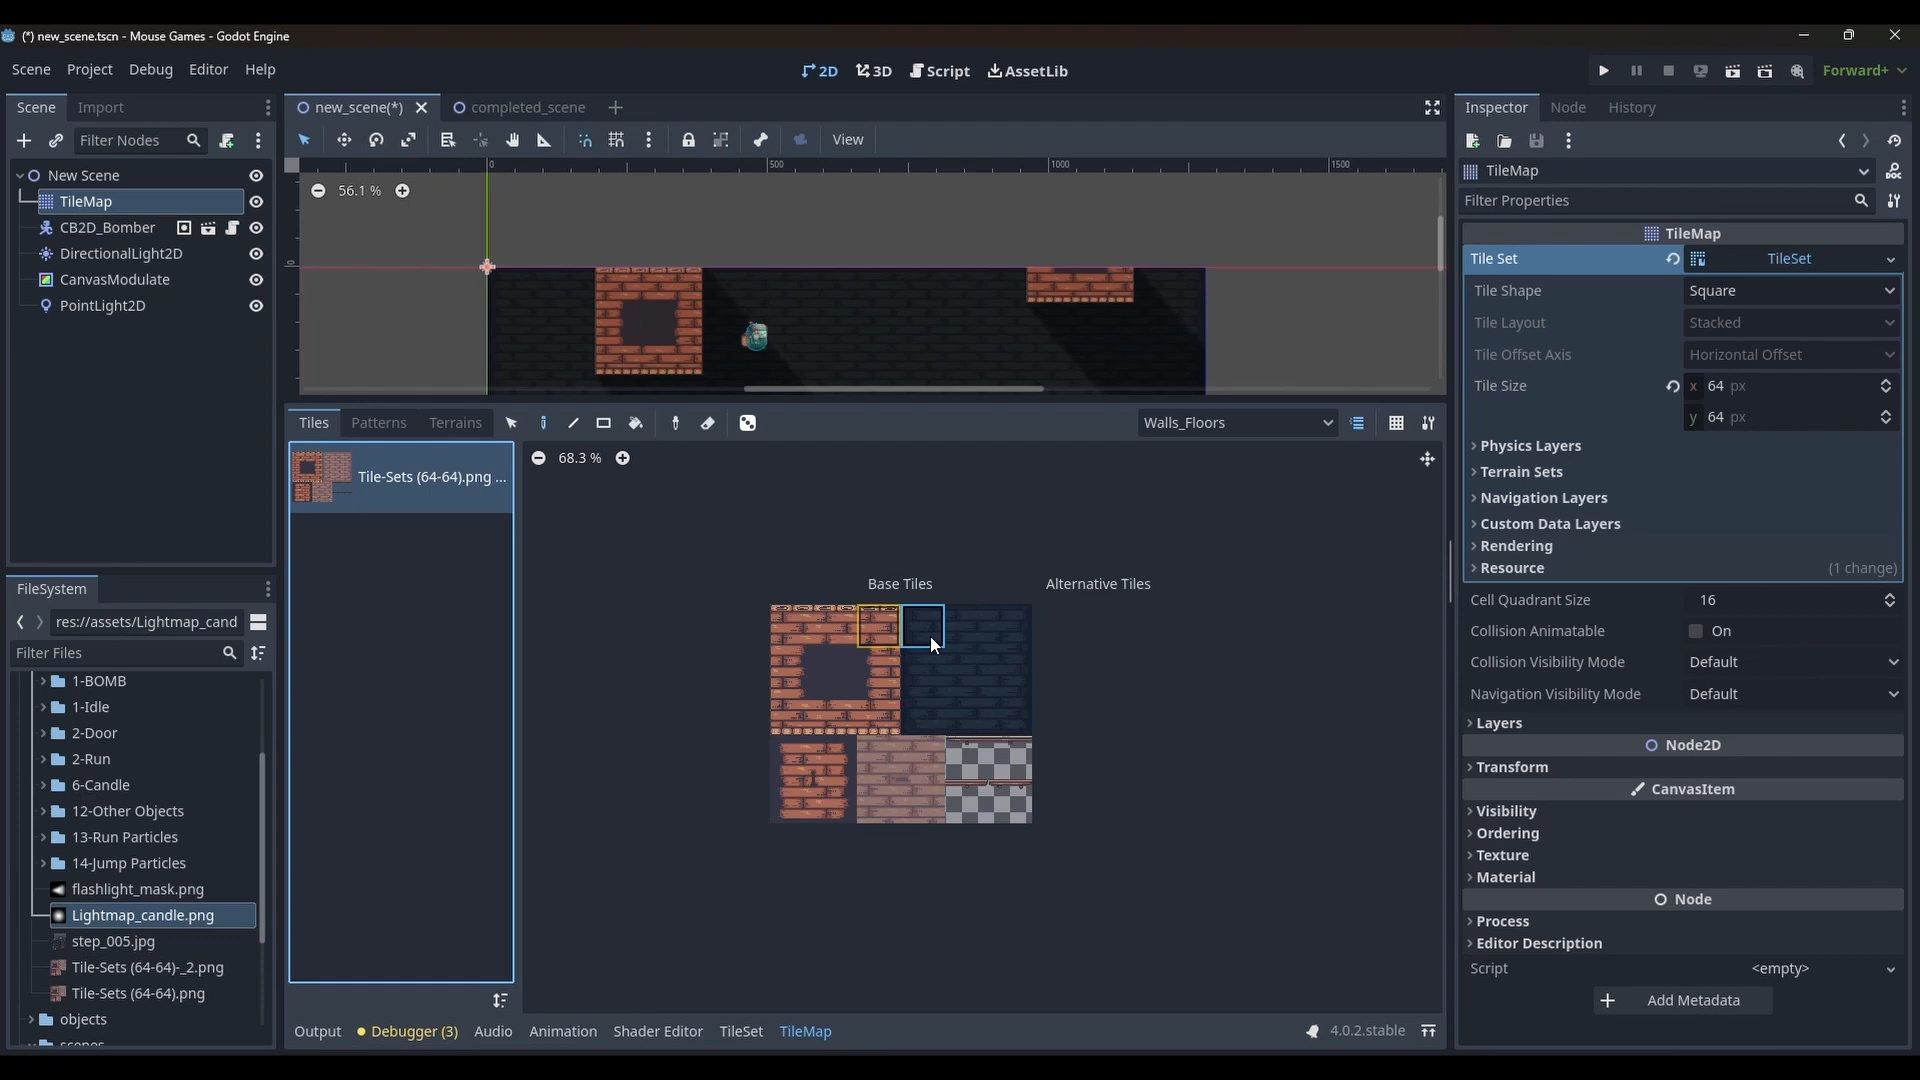 (*) new_scene.tscn - Mouse Games - Godot Engine
Scene Project Debug Editor Help
2D 3D Script AssetLib
Forward+
Scene Import
new_scene(*) completed_scene
Inspector Node History
Filter Nodes
View
New Scene
TileMap
CB2D_Bomber
DirectionalLight2D
CanvasModulate
PointLight2D
0 500 1000 1500
56.1 %
0
TileMap
Filter Properties
TileMap
Tile Set TileSet
Tile Shape Square
Tile Layout Stacked
Tile Offset Axis Horizontal Offset
Tile Size x 64 px
y 64 px
Physics Layers
Terrain Sets
Navigation Layers
Custom Data Layers
Rendering
Resource (1 change)
Cell Quadrant Size 16
Collision Animatable On
Collision Visibility Mode Default
Navigation Visibility Mode Default
Layers
Node2D
Transform
CanvasItem
Visibility
Ordering
Texture
Material
Node
Process
Editor Description
Script <empty>
Add Metadata
Tiles Patterns Terrains
Walls_Floors
Tile-Sets (64-64).png ...
68.3 %
Base Tiles Alternative Tiles
FileSystem
res://assets/Lightmap_cand
Filter Files
1-BOMB
1-Idle
2-Door
2-Run
6-Candle
12-Other Objects
13-Run Particles
14-Jump Particles
flashlight_mask.png
Lightmap_candle.png
step_005.jpg
Tile-Sets (64-64)-_2.png
Tile-Sets (64-64).png
objects
Output Debugger (3) Audio Animation Shader Editor TileSet TileMap
4.0.2.stable